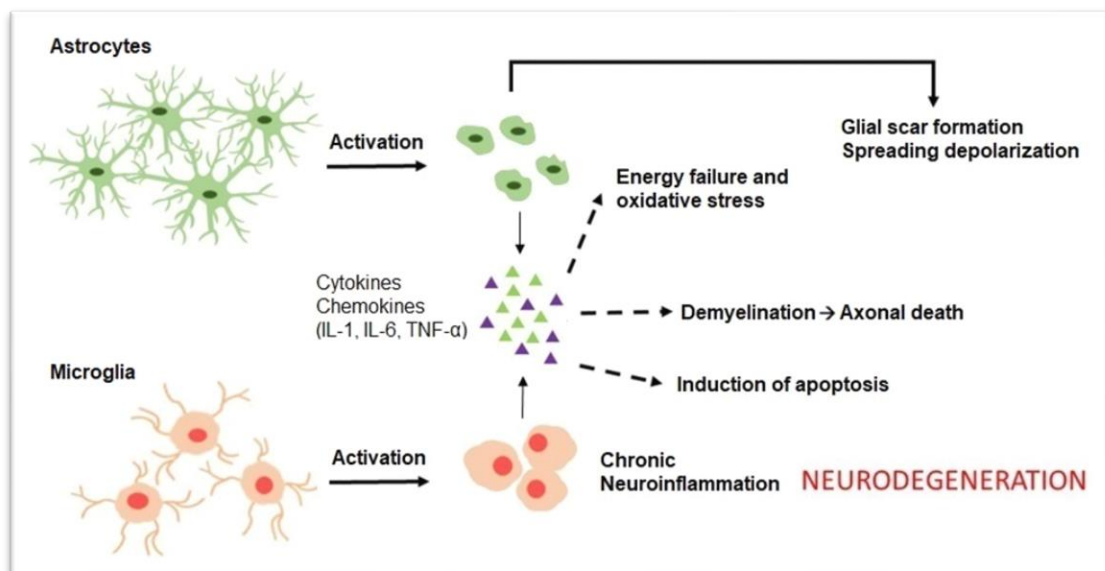 Astrocytes
Activation
Glial scar formation
Spreading depolarization
Energy failure and
oxidative stress
Cytokines
Chemokines
(IL-1, IL-6, TNF-α)
Demyelination → Axonal death
Microglia
Induction of apoptosis
Activation
Chronic
Neuroinflammation
NEURODEGENERATION